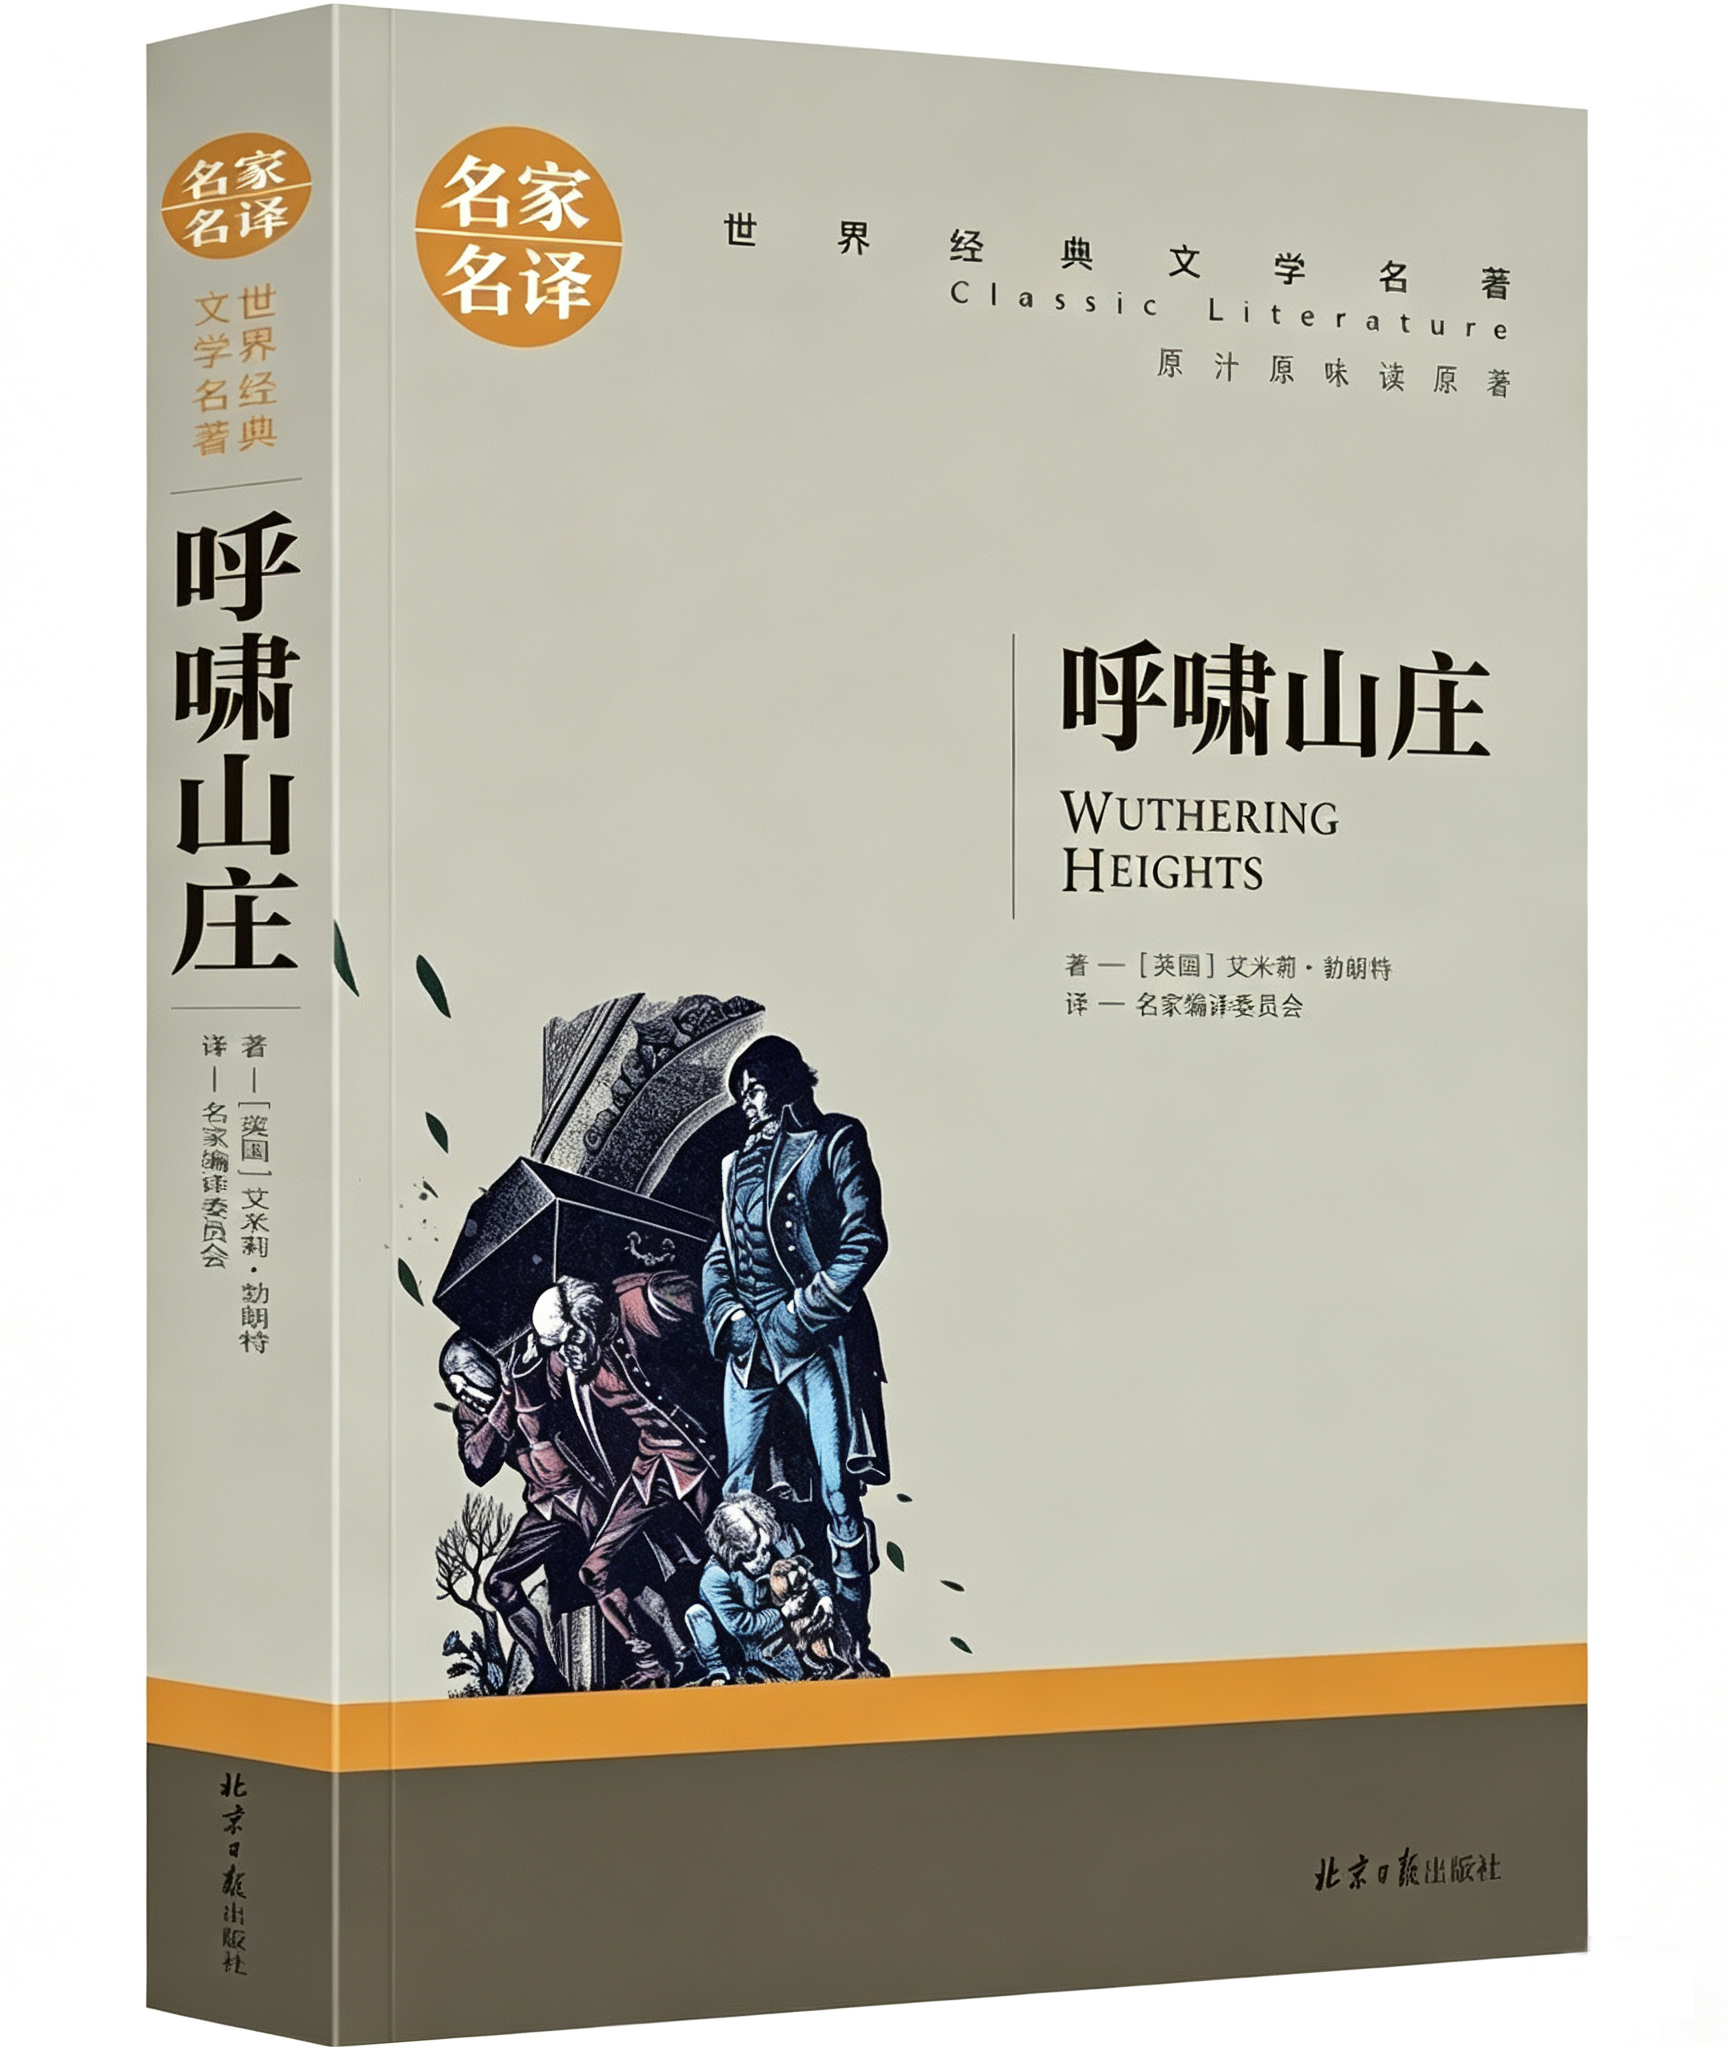 名家
名译
世界经典
文学名著
呼啸山庄
著—[英国]艾米莉·勃朗特
译—名家编译委员会
北京日报出版社
名家
名译
世界经典文学名著
Classic Literature
原汁原味读原著
呼啸山庄
WUTHERING
HEIGHTS
著—[英国]艾米莉·勃朗特
译—名家编译委员会
北京日报出版社